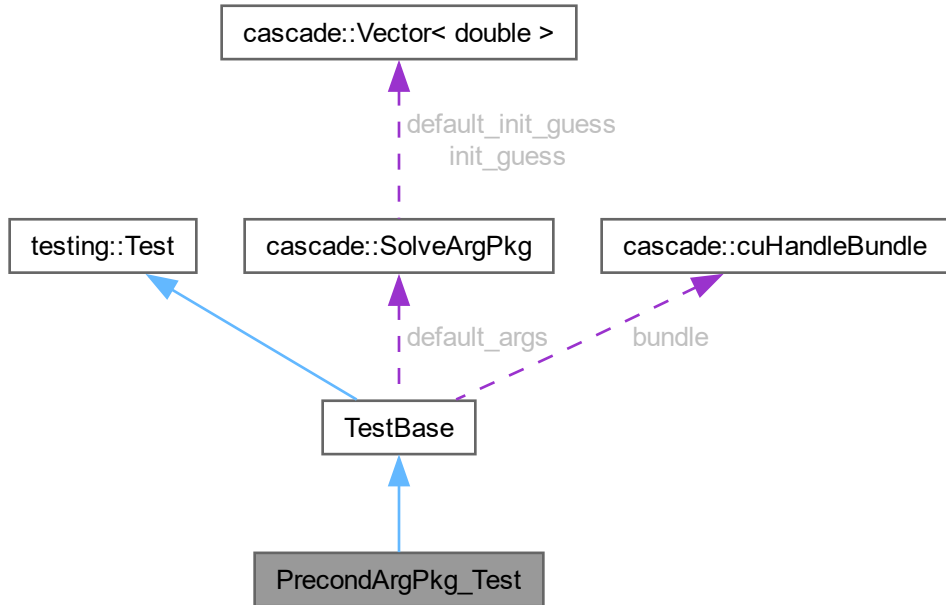 cascade::Vector< double >
default_init_guess
init_guess
testing::Test
cascade::SolveArgPkg
cascade::cuHandleBundle
default_args
bundle
TestBase
PrecondArgPkg_Test